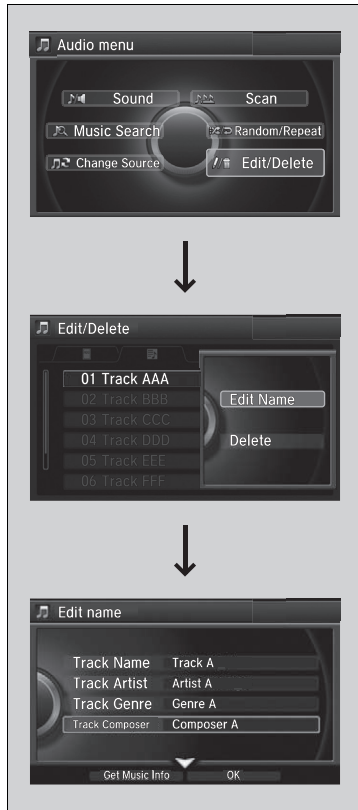 Audio menu
Sound Scan
Music Search Random/Repeat
Change Source Edit/Delete
Edit/Delete
01 Track AAA
02 Track BBB
Edit Name
03 Track CCC
04 Track DDD
Delete
05 Track EEE
06 Track FFF
Edit name
Track Name Track A
Track Artist Artist A
Track Genre Genre A
Track Composer Composer A
Get Music Info OK